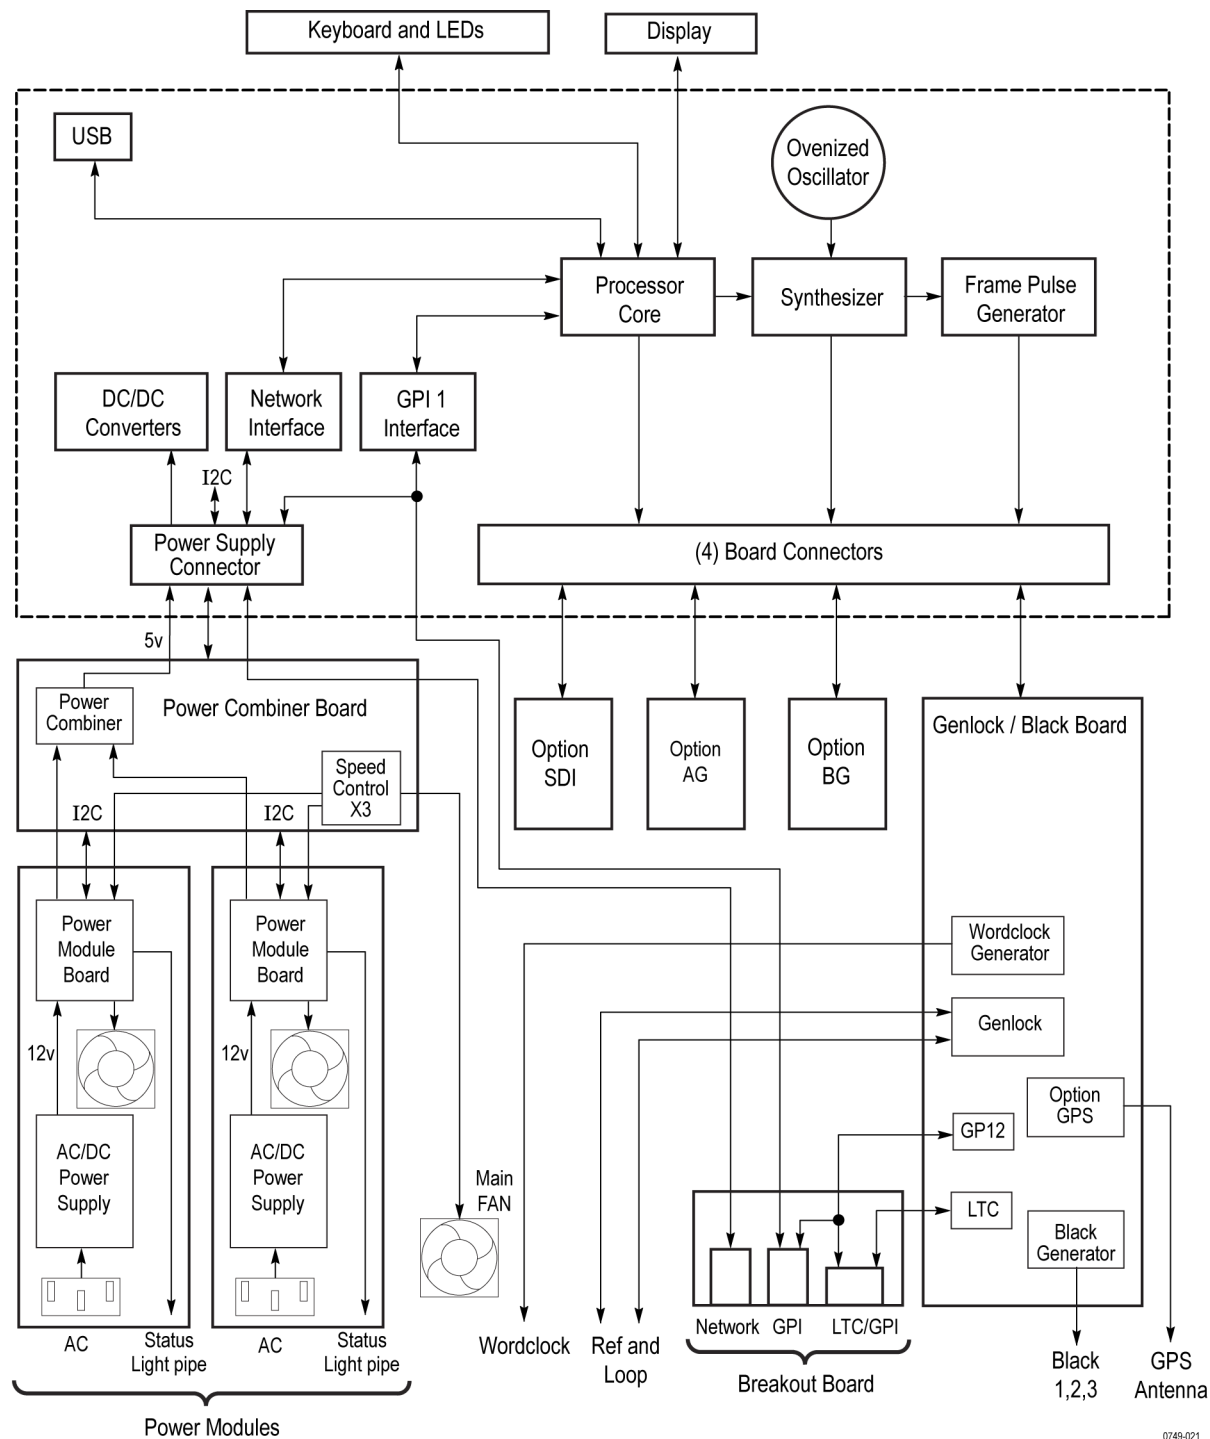 Keyboard and LEDs
Display
USB
Ovenized
Oscillator
Processor
Core
Synthesizer
Frame Pulse
Generator
DC/DC
Converters
Network
Interface
GPI 1
Interface
I2C
Power Supply
Connector
(4) Board Connectors
5v
Power
Combiner
Power Combiner Board
Speed
Control
X3
I2C
I2C
Option
SDI
Option
AG
Option
BG
Genlock / Black Board
Power
Module
Board
Power
Module
Board
Wordclock
Generator
Genlock
12v
12v
Option
GPS
GP12
AC/DC
Power
Supply
AC/DC
Power
Supply
Main
FAN
LTC
Black
Generator
AC
Status
Light pipe
AC
Status
Light pipe
Wordclock
Ref and
Loop
Network
GPI
LTC/GPI
Breakout Board
Black
1,2,3
GPS
Antenna
Power Modules
0749-021